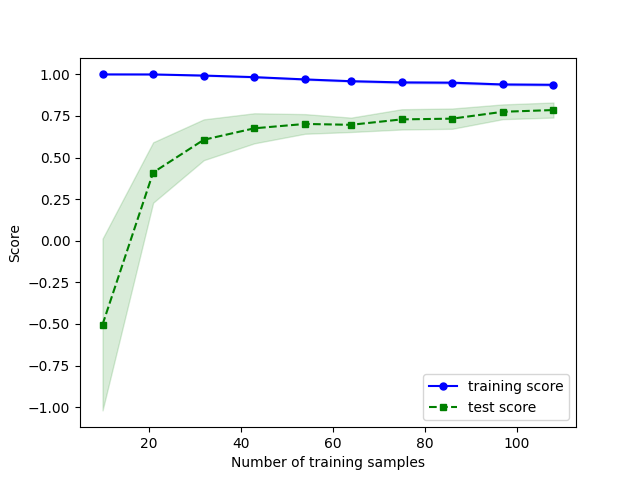 1.00
0.75
0.50
0.25
0.00
−0.25
−0.50
−0.75
−1.00
Score
training score
test score
20 40 60 80 100
Number of training samples